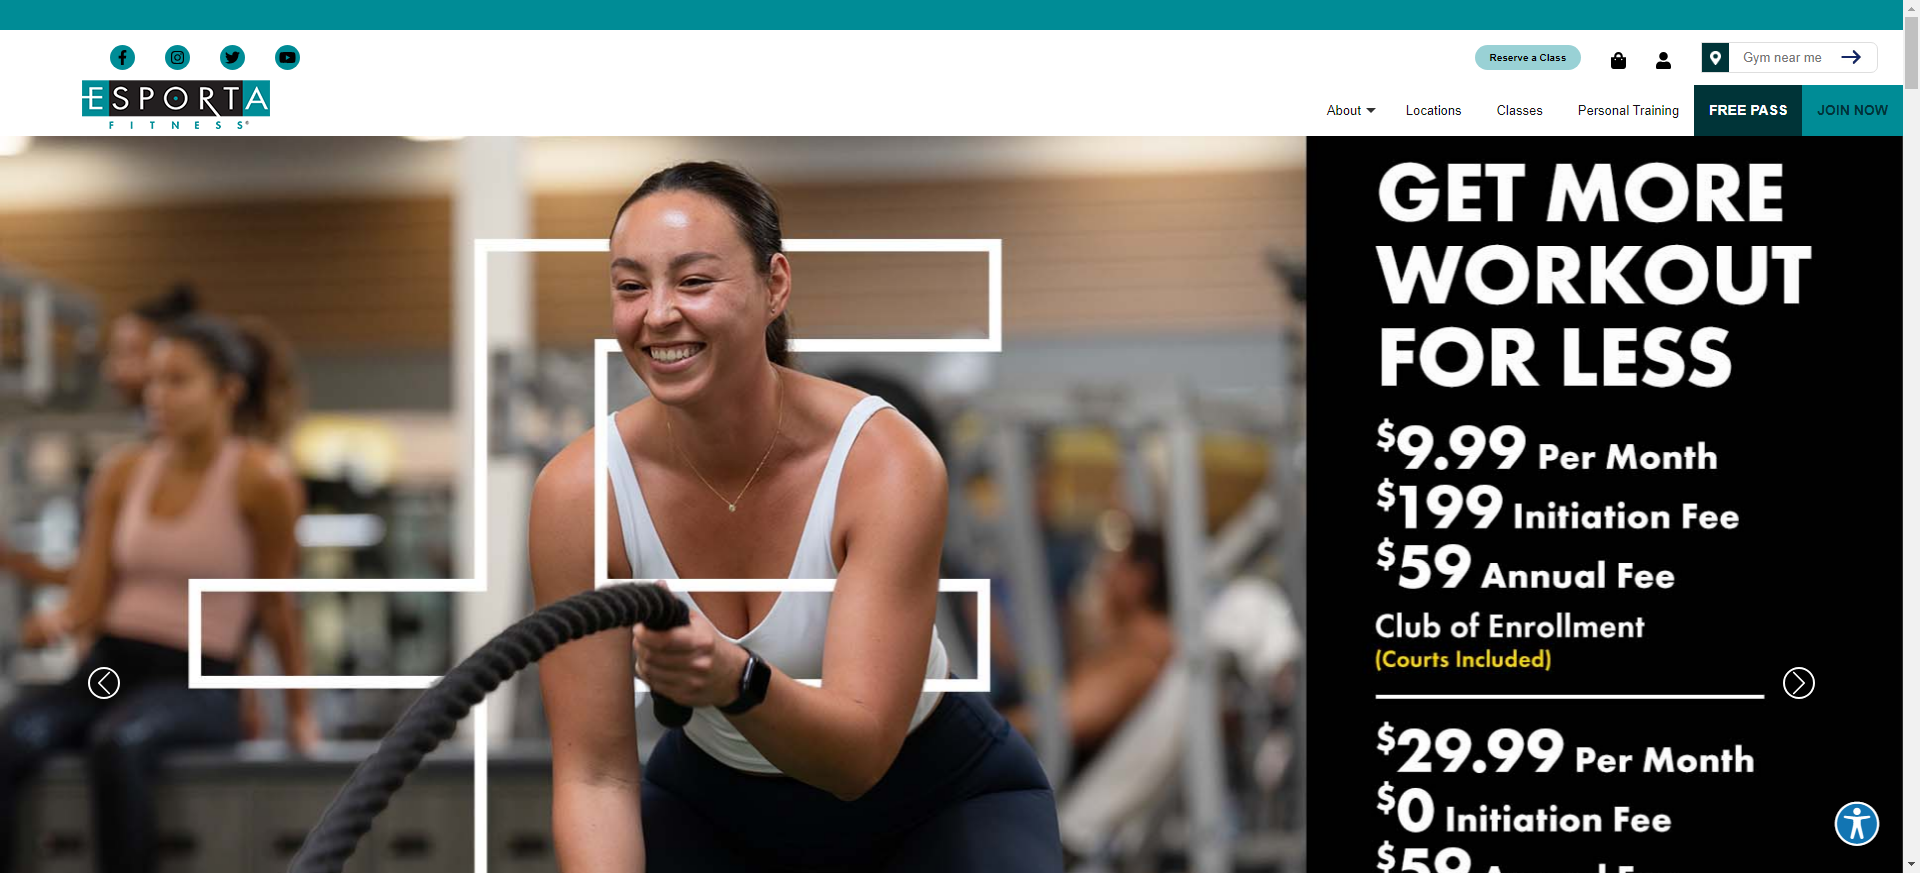 Reserve a Class
Gym near me
ESPORTA
FITNESS®
About
Locations
Classes
Personal Training
FREE PASS
JOIN NOW
GET MORE
WORKOUT
FOR LESS
$9.99 Per Month
$199 Initiation Fee
$59 Annual Fee
Club of Enrollment
(Courts Included)
$29.99 Per Month
$0 Initiation Fee
$59